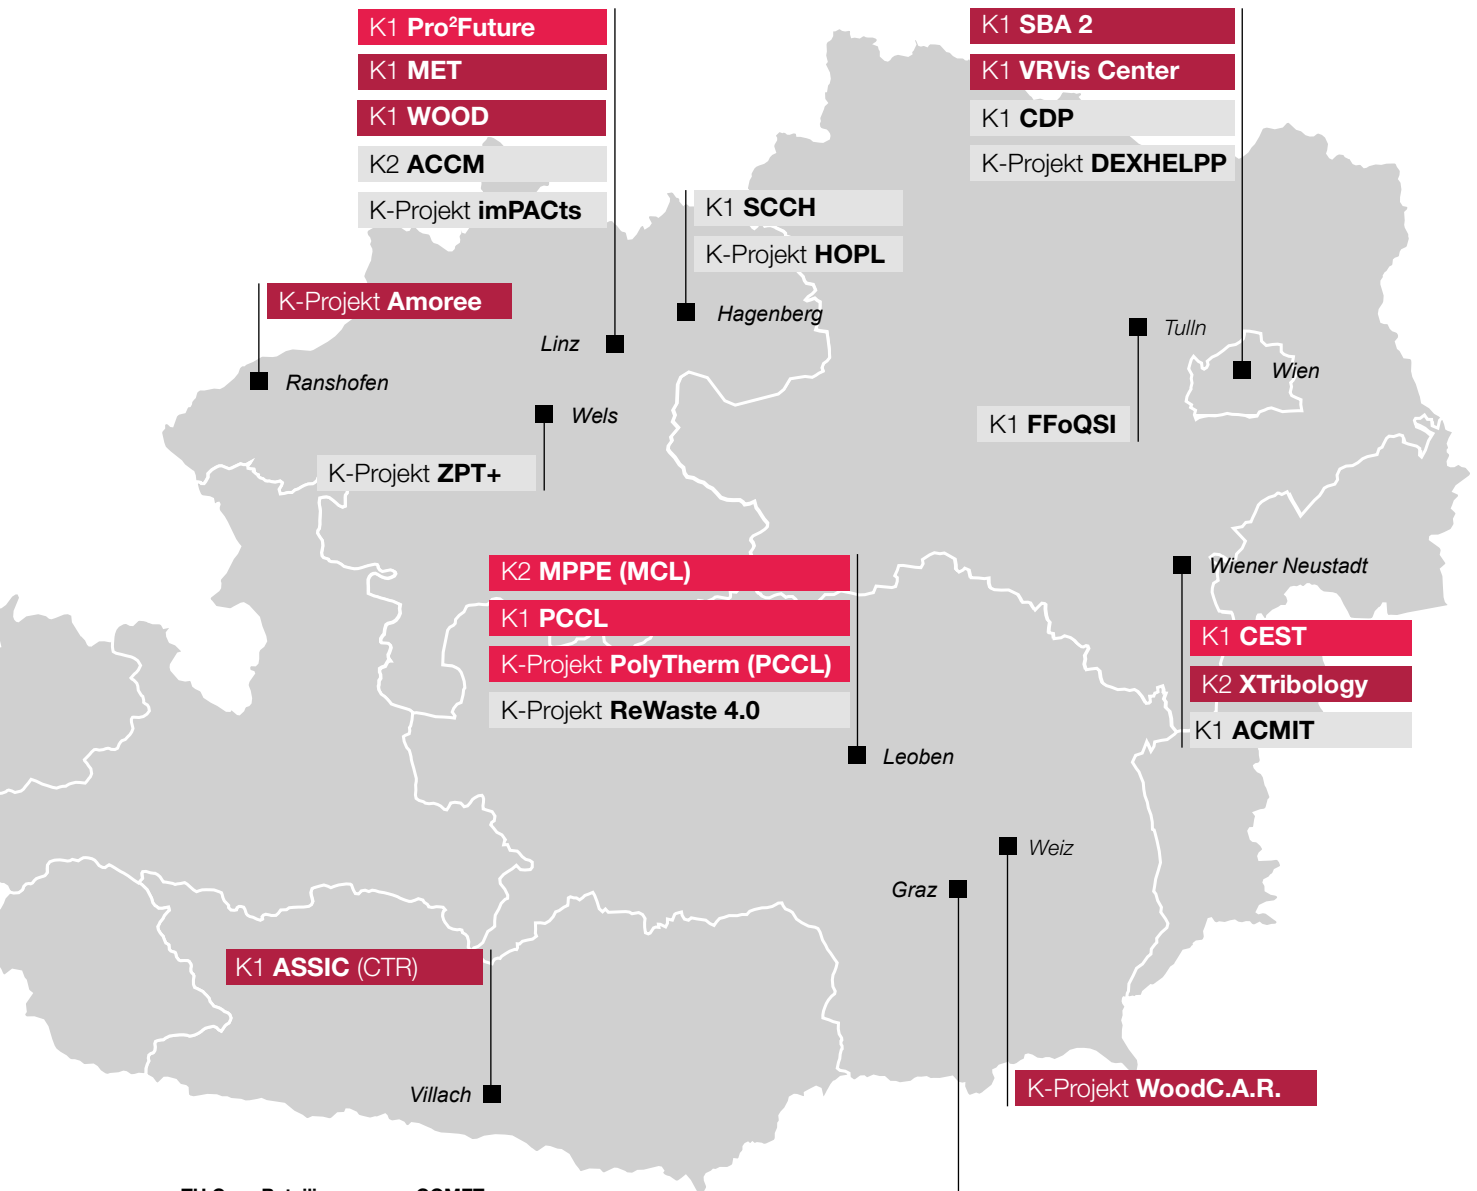 K1 Pro²Future
K1 MET
K1 WOOD
K2 ACCM
K-Projekt imPACts
K1 SBA 2
K1 VRVis Center
K1 CDP
K-Projekt DEXHELPP
K1 SCCH
K-Projekt HOPL
K-Projekt Amoree
Hagenberg
Linz
Tulln
Ranshofen
Wien
Wels
K1 FFoQSI
K-Projekt ZPT+
K2 MPPE (MCL)
K1 PCCL
K-Projekt PolyTherm (PCCL)
K-Projekt ReWaste 4.0
Leoben
Wiener Neustadt
K1 CEST
K2 XTribology
K1 ACMIT
Weiz
Graz
K1 ASSIC (CTR)
Villach
K-Projekt WoodC.A.R.